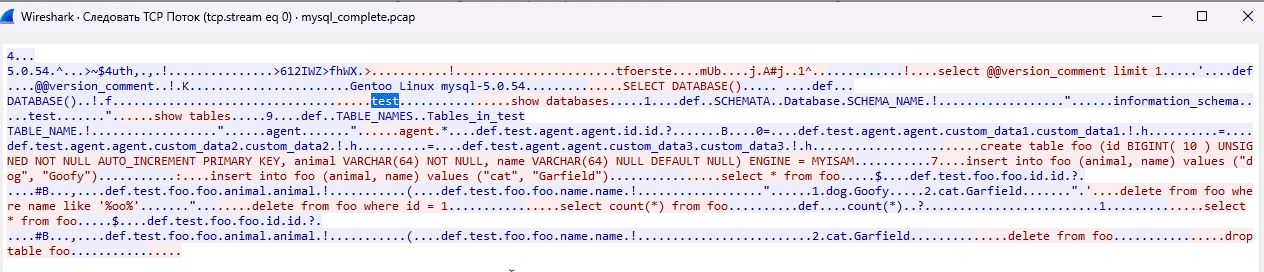 Wireshark · Следовать TCP Поток (tcp.stream eq 0) · mysql_complete.pcap
4...
5.0.54.^...>~$4uth,.,.!...............>612IWZ>fhWX.>............!.......................tfoerste....mUb....j.A#j..1^.............!....select @@version_comment limit 1.....'....def
....@@version_comment..!.K.......................Gentoo Linux mysql-5.0.54..............SELECT DATABASE()..... ....def...
DATABASE()..!.f.....................................test................show databases.....1....def..SCHEMATA..Database.SCHEMA_NAME.!..................."......information_schema..
...test......."......show tables.....9....def..TABLE_NAMES..Tables_in_test
TABLE_NAME.!..................."......agent.......".......agent.*....def.test.agent.agent.id.id.?.......B....0=....def.test.agent.agent.custom_data1.custom_data1.!.h..........=....
def.test.agent.agent.custom_data2.custom_data2.!.h..........=....def.test.agent.agent.custom_data3.custom_data3.!.h........................create table foo (id BIGINT( 10 ) UNSIG
NED NOT NULL AUTO_INCREMENT PRIMARY KEY, animal VARCHAR(64) NOT NULL, name VARCHAR(64) NULL DEFAULT NULL) ENGINE = MYISAM...........7....insert into foo (animal, name) values ("d
og", "Goofy")...........:....insert into foo (animal, name) values ("cat", "Garfield")................select * from foo.....$....def.test.foo.foo.id.id.?.
....#B...,....def.test.foo.foo.animal.animal.!...........(....def.test.foo.foo.name.name.!..................."......1.dog.Goofy.....2.cat.Garfield.......".'....delete from foo whe
re name like '%oo%'.......".....delete from foo where id = 1................select count(*) from foo..........def....count(*)..?.........................1..............select
* from foo.....$....def.test.foo.foo.id.id.?.
....#B...,....def.test.foo.foo.animal.animal.!...........(....def.test.foo.foo.name.name.!..........................2.cat.Garfield..............delete from foo................drop
table foo................